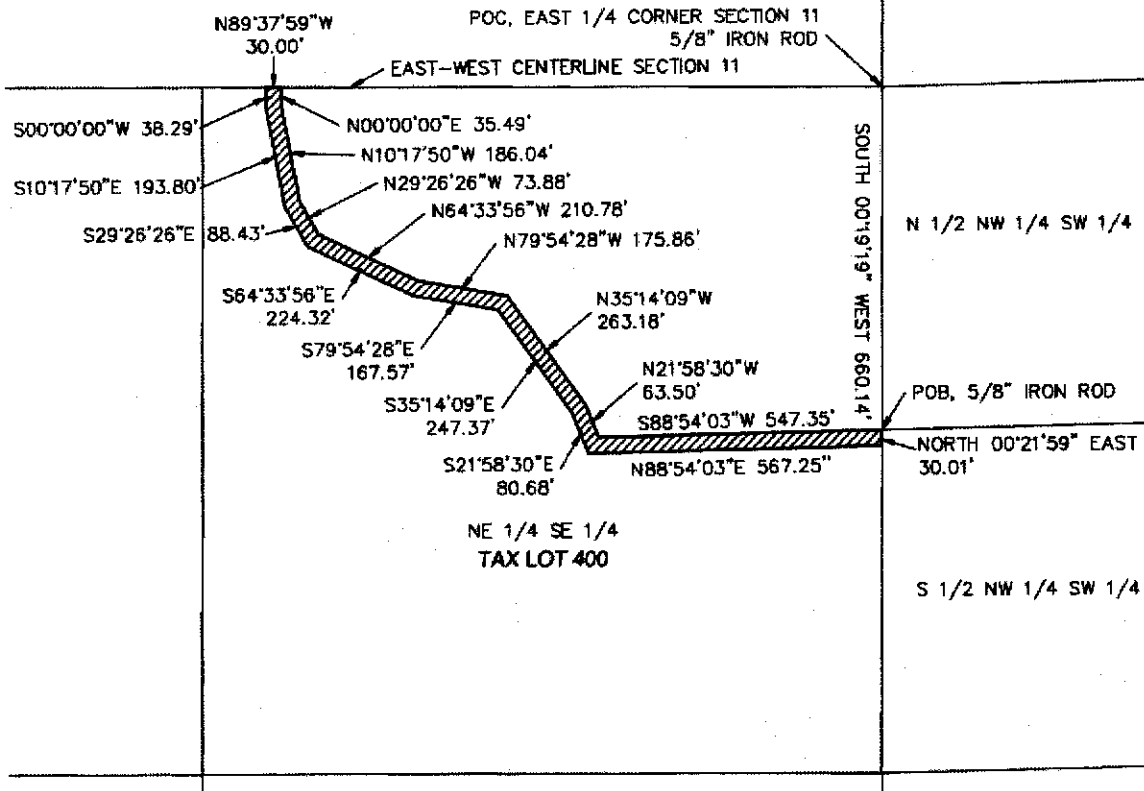 N89°37'59"W
30.00'
POC, EAST 1/4 CORNER SECTION 11
5/8" IRON ROD
EAST-WEST CENTERLINE SECTION 11
S00°00'00"W 38.29'
N00°00'00"E 35.49'
N10°17'50"W 186.04'
S10°17'50"E 193.80'
N29°26'26"W 73.88'
N64°33'56"W 210.78'
S29°26'26"E 88.43'
N79°54'28"W 175.86'
S64°33'56"E
224.32'
N35°14'09"W
263.18'
S79°54'28"E
167.57'
S35°14'09"E
247.37'
N21°58'30"W
63.50'
SOUTH 00°19'19" WEST 660.14'
N 1/2 NW 1/4 SW 1/4
POB, 5/8" IRON ROD
S88°54'03"W 547.35'
NORTH 00°21'59" EAST
30.01'
S21°58'30"E
80.68'
N88°54'03"E 567.25"
NE 1/4 SE 1/4
TAX LOT 400
S 1/2 NW 1/4 SW 1/4